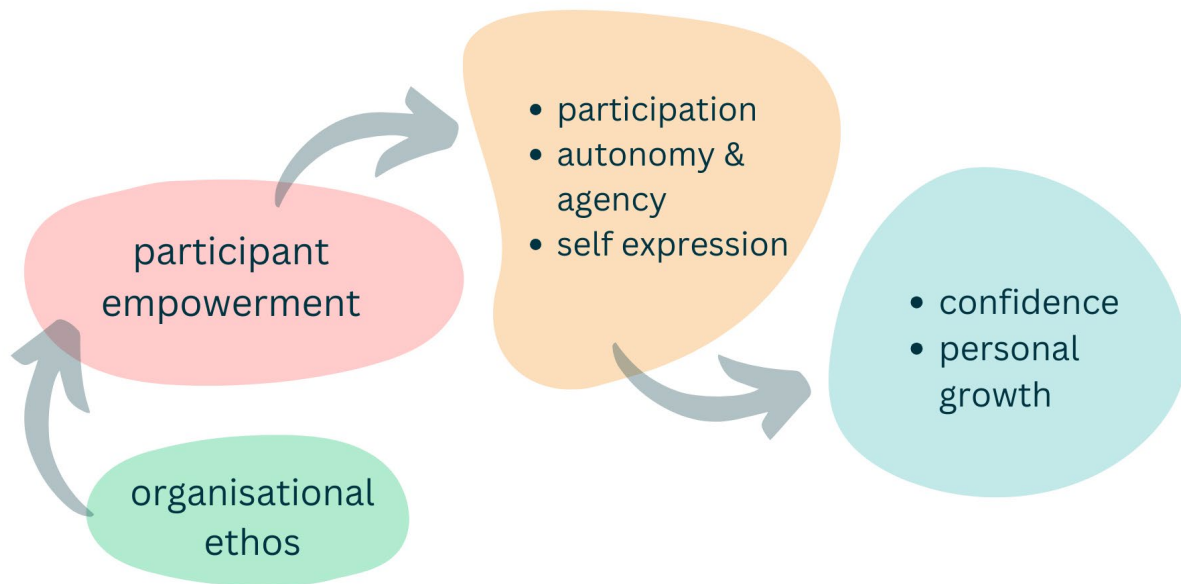 organisational
ethos
participant
empowerment
• participation
• autonomy &
agency
• self expression
• confidence
• personal
growth